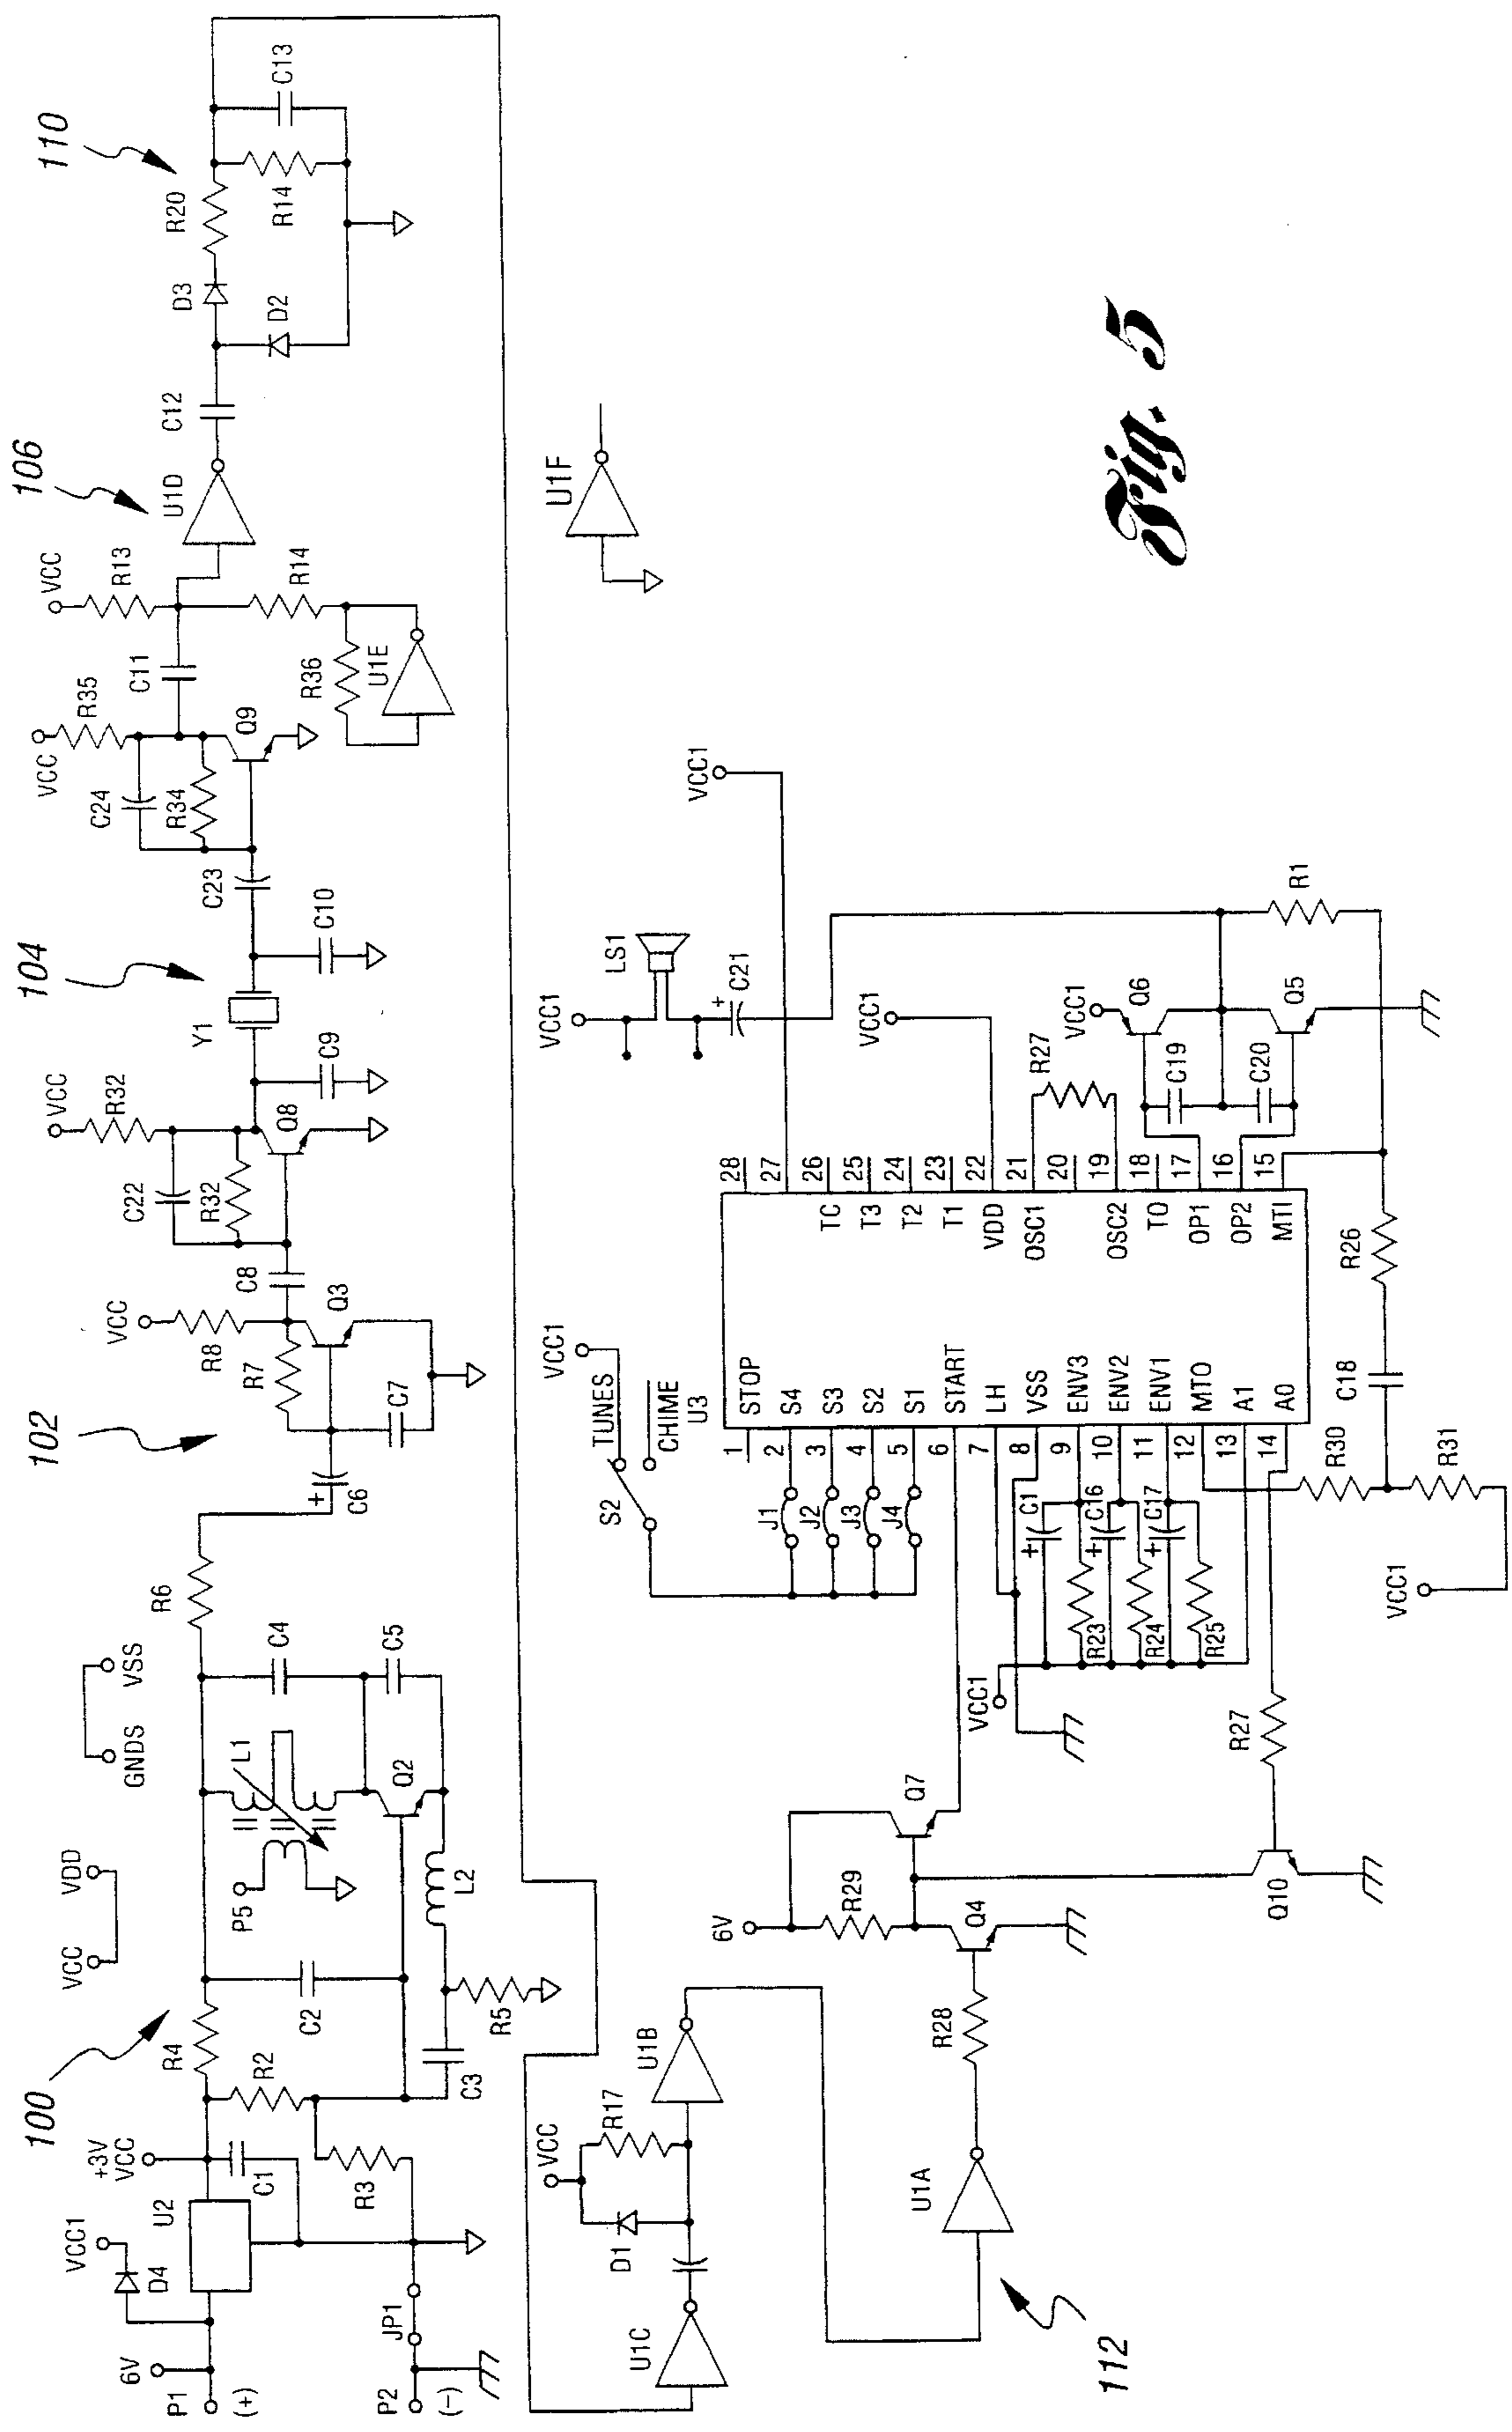 100
102
104
106
110
P1
(+)
6V
D4
VCC1
U2
+3V
VCC
C1
R4
R2
R3
JP1
P2
(−)
C2
C3
R5
VCC
VDD
GNDS
VSS
P5
L1
L2
Q2
C4
C5
R6
C6
C7
R7
R8
VCC
Q3
C8
C22
R32
R32
VCC
Q8
C9
Y1
C10
C23
C24
R34
VCC
R35
Q9
C11
R36
U1E
R14
R13
VCC
U1D
C12
D3
D2
R20
R14
C13
U1F
U1C
D1
VCC
R17
U1B
U1A
R28
112
Q4
6V
R29
Q7
Q10
R27
S2
TUNES
CHIME
VCC1
J1
J2
J3
J4
U3
1 STOP
2 S4
3 S3
4 S2
5 S1
6 START
7 LH
8 VSS
9 ENV3
10 ENV2
11 ENV1
12 MTO
13 A1
14 A0
28
27
TC 26
T3 25
T2 24
T1 23
VDD 22
OSC1 21
20
OSC2 19
TO 18
OP1 17
OP2 16
MTI 15
VCC1
+ C1
R23
+ C16
R24
+ C17
R25
R30
R31
VCC1
C18
R26
R27
VCC1
VCC1
LS1
+
C21
VCC1
VCC1
Q6
C19
C20
Q5
R1
Fig. 5